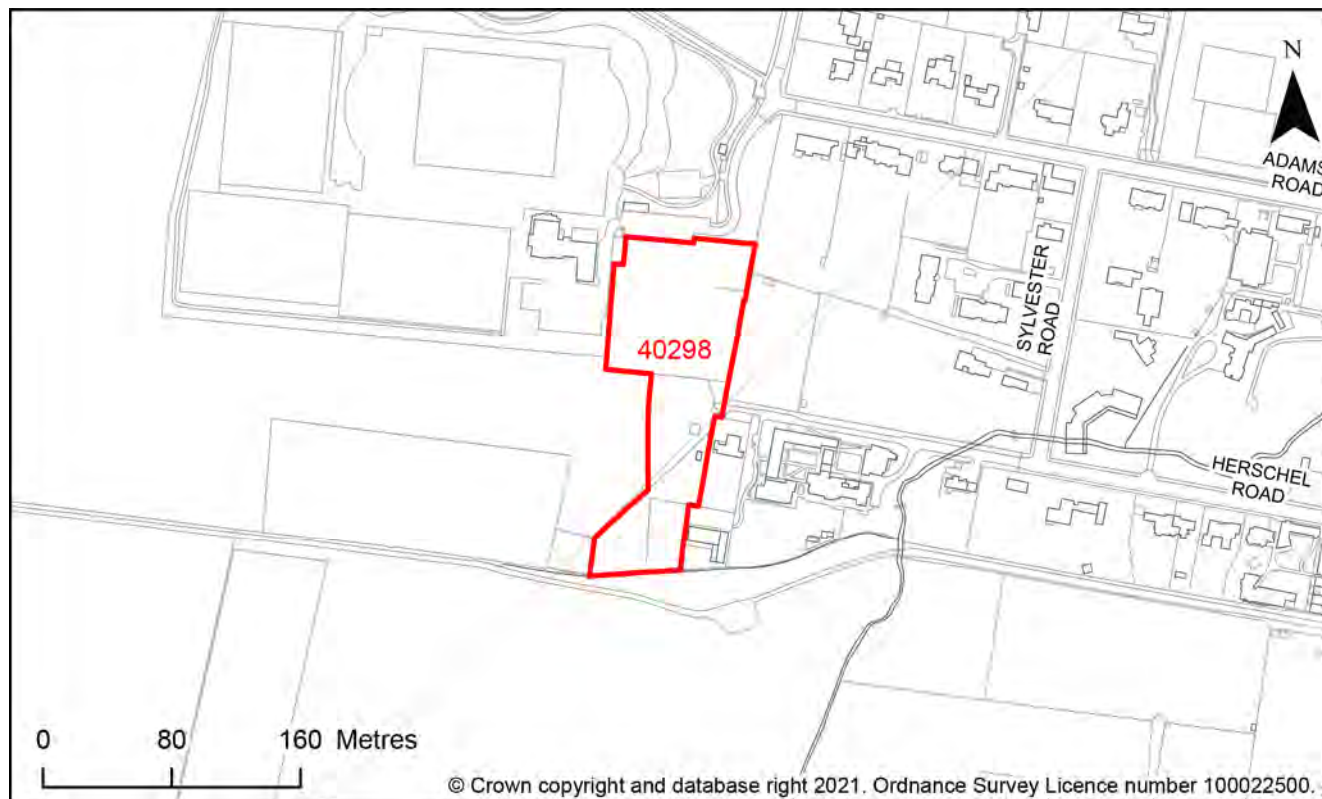 N
ADAMS
ROAD
40298
SYLVESTER
ROAD
HERSCHEL
ROAD
0 80 160 Metres
© Crown copyright and database right 2021. Ordnance Survey Licence number 100022500.